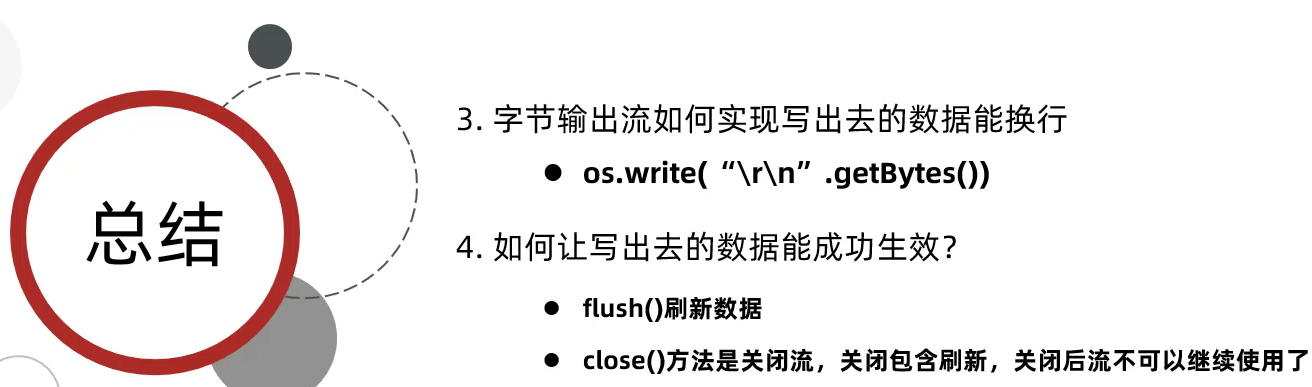 总结
3. 字节输出流如何实现写出去的数据能换行
● os.write( “\r\n” .getBytes())
4. 如何让写出去的数据能成功生效？
● flush()刷新数据
● close()方法是关闭流，关闭包含刷新，关闭后流不可以继续使用了